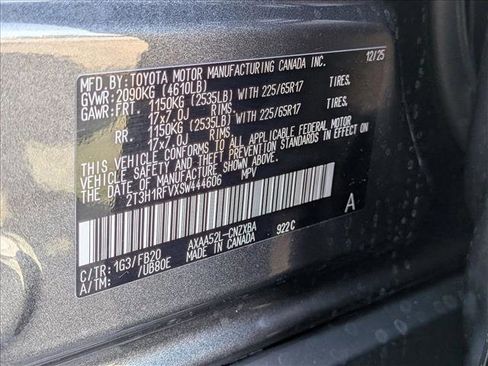 MFD.BY: TOYOTA MOTOR MANUFACTURING CANADA INC. 12/25
GVWR: 2090KG (4610LB)
GAWR: FRT. 1150KG (2535LB) WITH 225/65R17 TIRES.
17x7.0J RIMS.
RR. 1150KG (2535LB) WITH 225/65R17 TIRES.
17x7.0J RIMS.
THIS VEHICLE CONFORMS TO ALL APPLICABLE FEDERAL MOTOR
VEHICLE SAFETY AND THEFT PREVENTION STANDARDS IN EFFECT ON
THE DATE OF MANUFACTURE SHOWN ABOVE.
2T3H1RFVXSW444606 MPV
A
C/TR: 1G3/FB20 AXAA52L-CNZXBA 922C
A/TM: /UB80E MADE IN CANADA